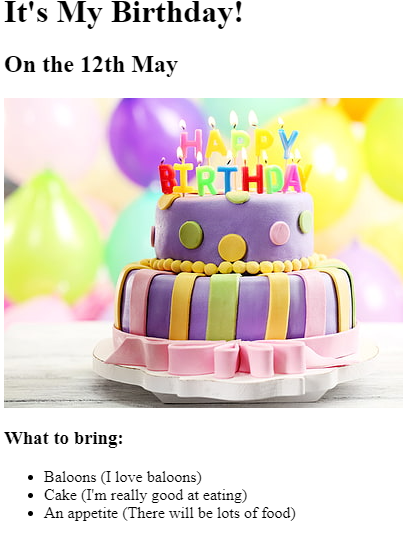 It's My Birthday!
On the 12th May
HAPPY
BIRTHDAY
What to bring:
Baloons (I love baloons)
Cake (I'm really good at eating)
An appetite (There will be lots of food)